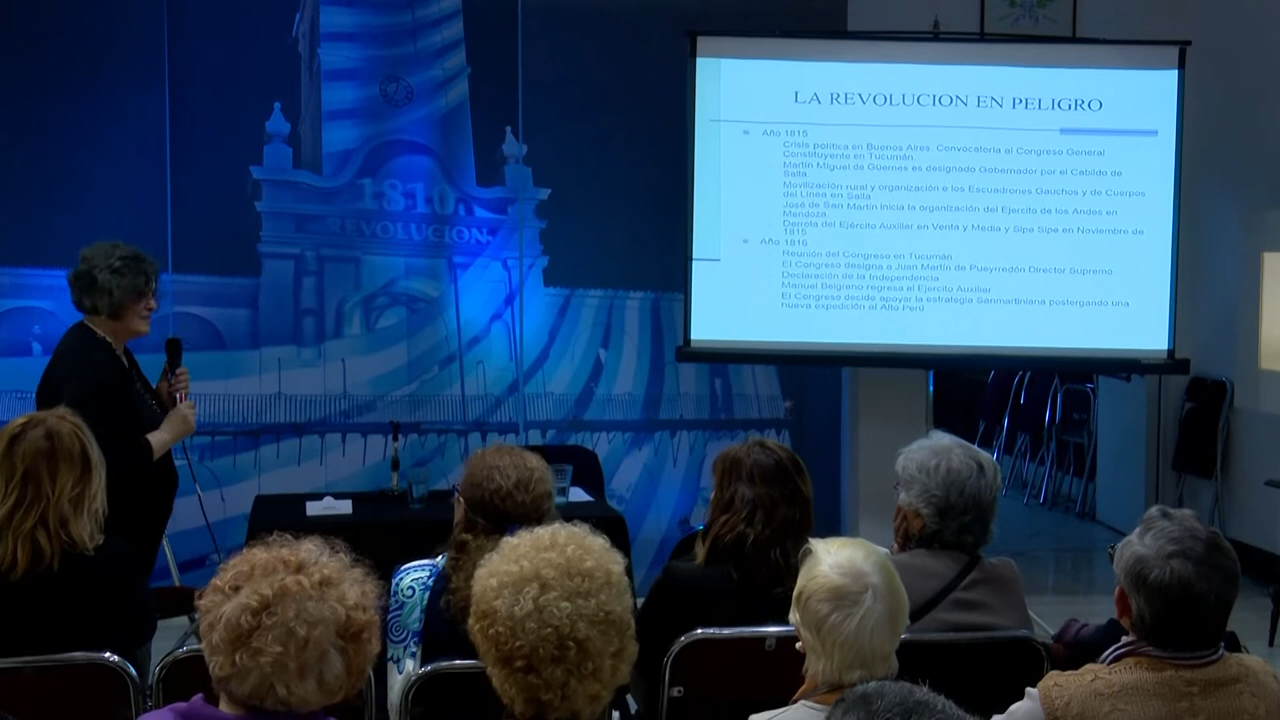 1810
REVOLUCION
LA REVOLUCION EN PELIGRO
Año 1815
Crisis política en Buenos Aires. Convocatoria al Congreso General
Constituyente en Tucumán.
Martín Miguel de Güemes es designado Gobernador por el Cabildo de
Salta
Movilización rural y organización e los Escuadrones Gauchos y de Cuerpos
del Línea en Salta
José de San Martín inicia la organización del Ejercito de los Andes en
Mendoza.
Derrota del Ejército Auxiliar en Venta y Media y Sipe Sipe en Noviembre de
1815
Año 1816
Reunión del Congreso en Tucumán
El Congreso designa a Juan Martín de Pueyrredón Director Supremo
Declaración de la Independencia
Manuel Belgrano regresa al Ejercito Auxiliar
El Congreso decide apoyar la estrategia Sanmartiniana postergando una
nueva expedición al Alto Perú